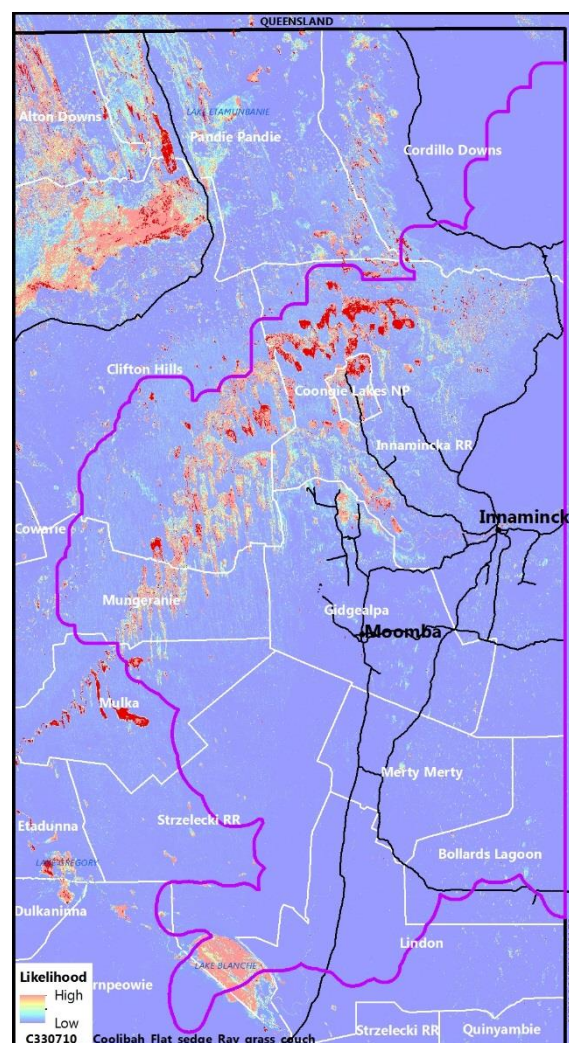 QUEENSLAND
LAKE ETAMUNBANIE
Alton Downs
Pandie Pandie
Cordillo Downs
Clifton Hills
Coongie Lakes NP
Innamincka RR
Innaminck
Cowarie
Mungeranie
Gidgealpa
Moomba
Mulka
Merty Merty
Etadunna
Strzelecki RR
LAKE GREGORY
Bollards Lagoon
Dulkaninna
Lindon
LAKE BLANCHE
Likelihood
High
Low
rnpeowie
Strzelecki RR
Quinyambie
C330710 Coolibah Flat sedge Ray grass couch